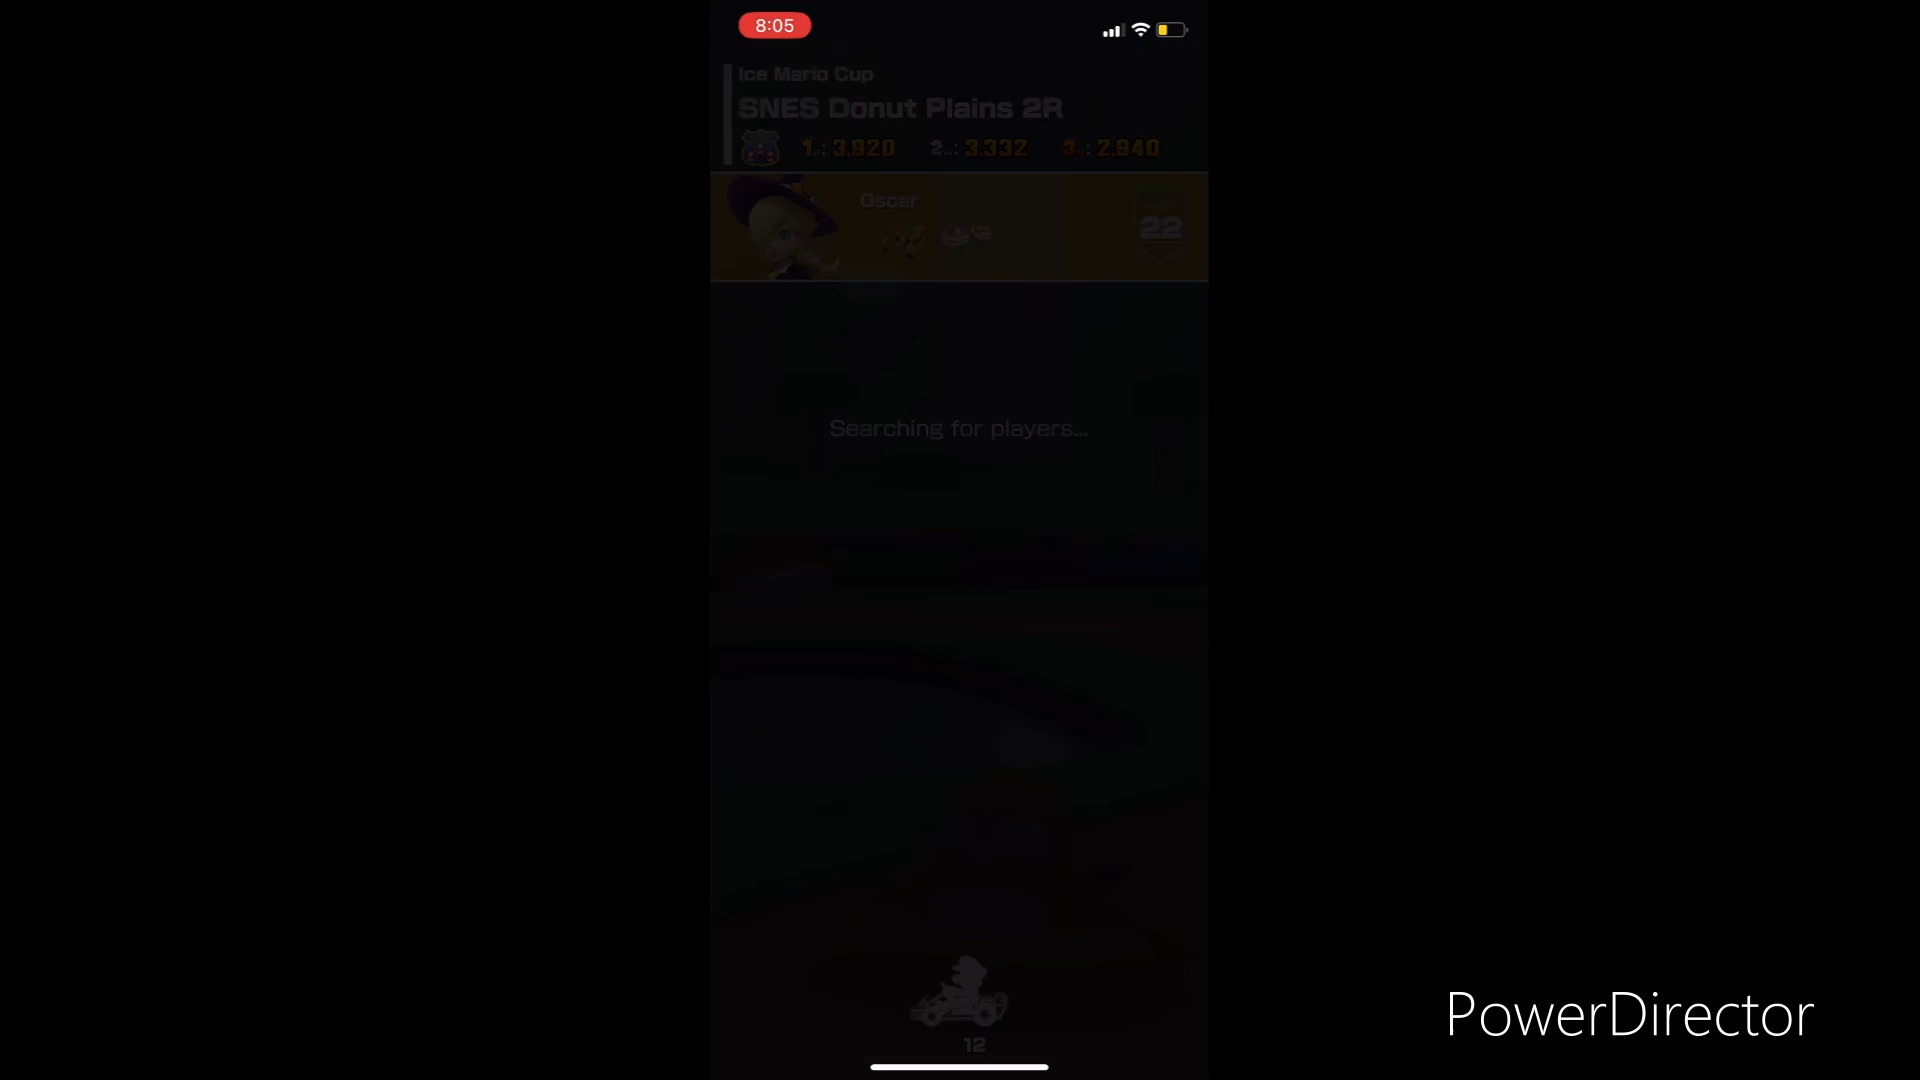 8:05
Ice Mario Cup
SNES Donut Plains 2R
1.: 3,920 2.: 3,332 3.: 2,940
Oscar
22
Searching for players...
12
PowerDirector